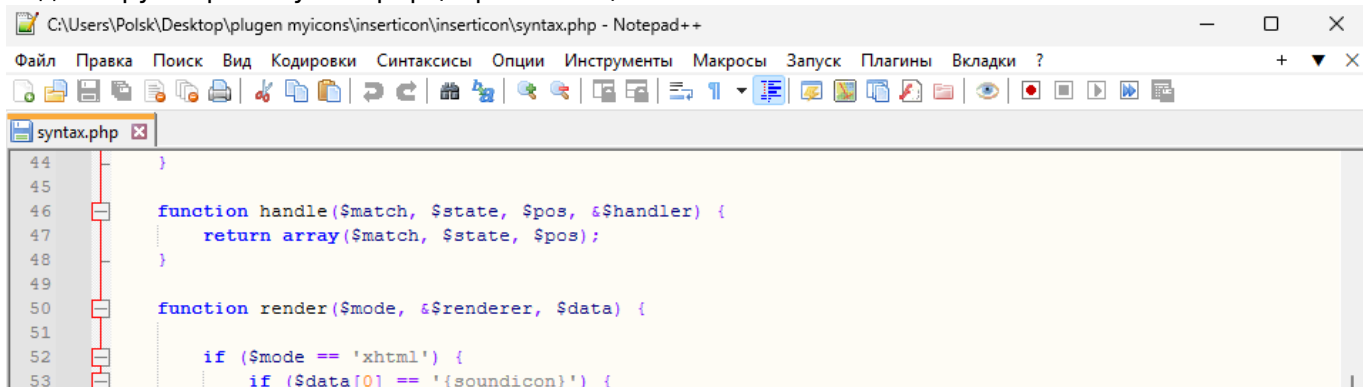 C:\Users\Polsk\Desktop\plugen myicons\inserticon\inserticon\syntax.php - Notepad++
Файл Правка Поиск Вид Кодировки Синтаксисы Опции Инструменты Макросы Запуск Плагины Вкладки ?
syntax.php
44 }
45
46 function handle($match, $state, $pos, &$handler) {
47 return array($match, $state, $pos);
48 }
49
50 function render($mode, &$renderer, $data) {
51
52 if ($mode == 'xhtml') {
53 if ($data[0] == '{soundicon}') {